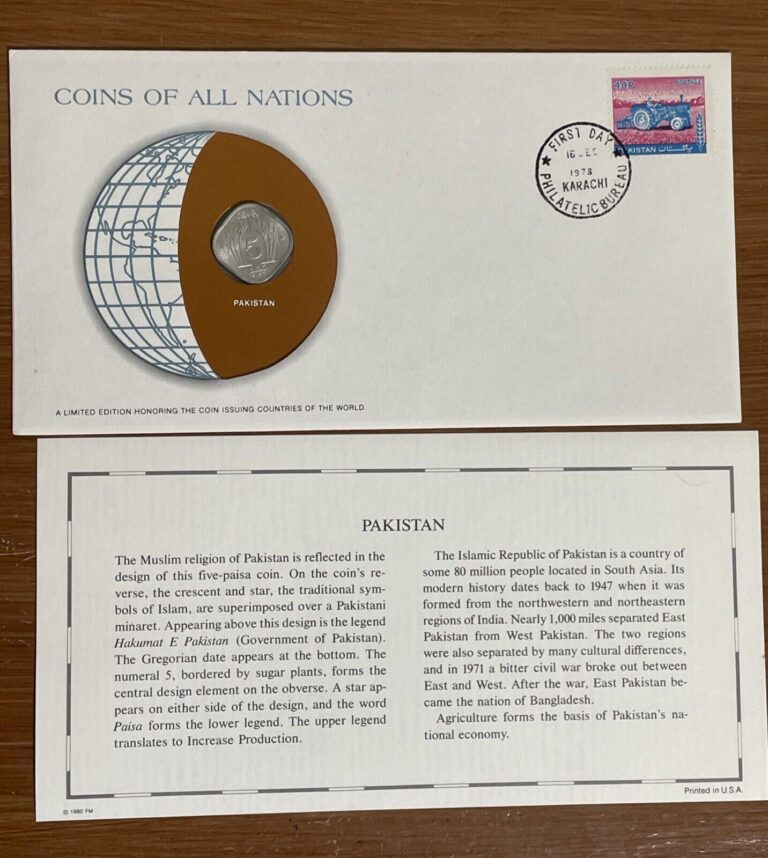 COINS OF ALL NATIONS
POSTAGE
پاکستان
FIRST DAY
16 DEC
1978
KARACHI
PHILATELIC BUREAU
5
PAKISTAN
A LIMITED EDITION HONORING THE COIN ISSUING COUNTRIES OF THE WORLD.
PAKISTAN
The Muslim religion of Pakistan is reflected in the
design of this five-paisa coin. On the coin's re-
verse, the crescent and star, the traditional sym-
bols of Islam, are superimposed over a Pakistani
minaret. Appearing above this design is the legend
Hakumat E Pakistan (Government of Pakistan).
The Gregorian date appears at the bottom. The
numeral 5, bordered by sugar plants, forms the
central design element on the obverse. A star ap-
pears on either side of the design, and the word
Paisa forms the lower legend. The upper legend
translates to Increase Production.
The Islamic Republic of Pakistan is a country of
some 80 million people located in South Asia. Its
modern history dates back to 1947 when it was
formed from the northwestern and northeastern
regions of India. Nearly 1,000 miles separated East
Pakistan from West Pakistan. The two regions
were also separated by many cultural differences,
and in 1971 a bitter civil war broke out between
East and West. After the war, East Pakistan be-
came the nation of Bangladesh.
Agriculture forms the basis of Pakistan's na-
tional economy.
© 1980 FM
Printed in U.S.A.